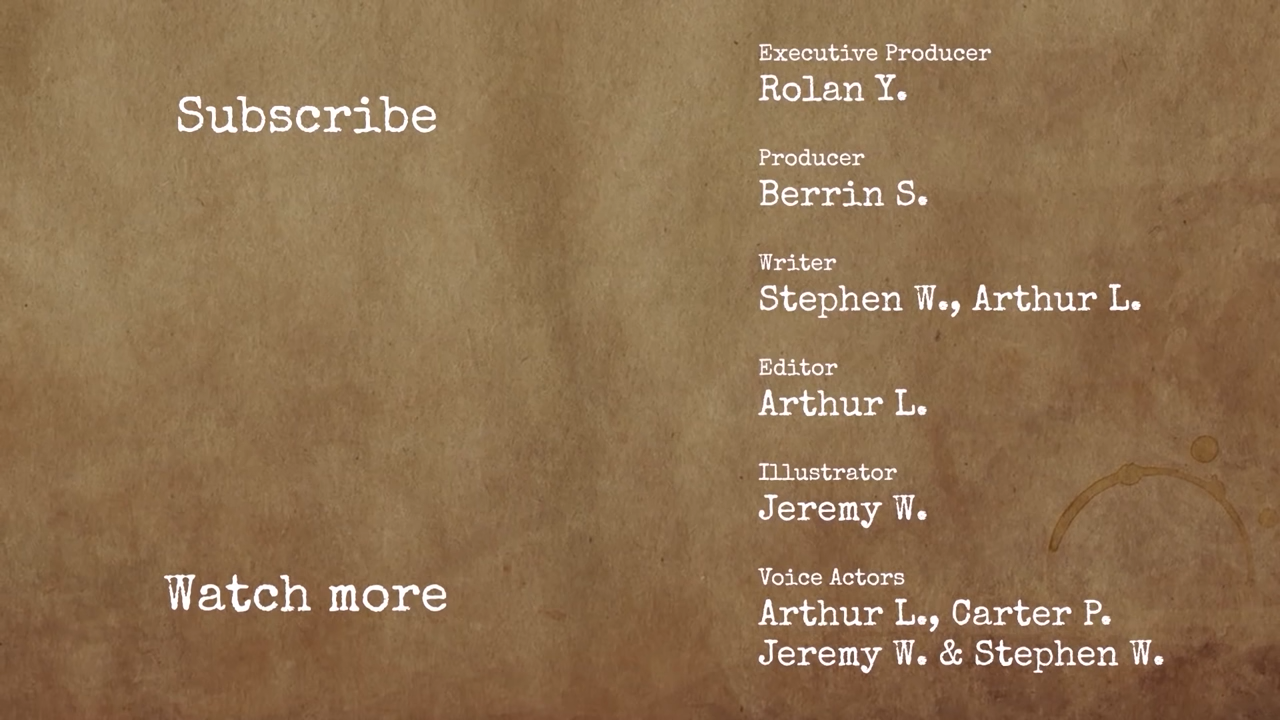 Subscribe
Watch more
Executive Producer
Rolan Y.
Producer
Berrin S.
Writer
Stephen W., Arthur L.
Editor
Arthur L.
Illustrator
Jeremy W.
Voice Actors
Arthur L., Carter P.
Jeremy W. & Stephen W.